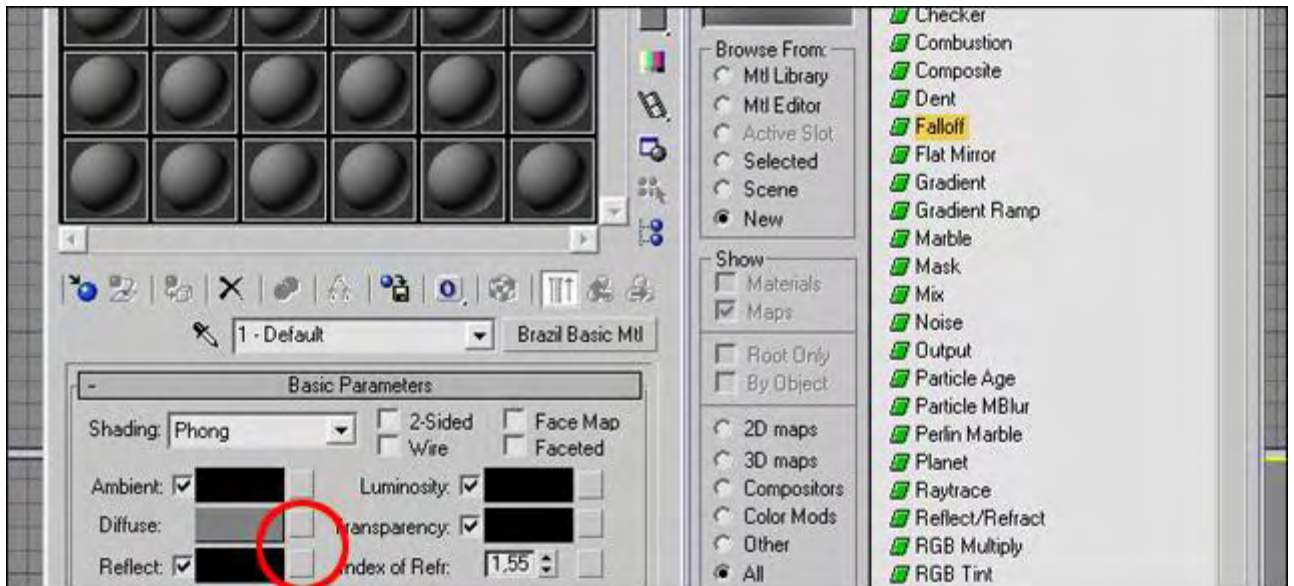 1 - Default
Brazil Basic Mtl
-
Basic Parameters
Shading: Phong
2-Sided
Face Map
Wire
Faceted
Ambient:
Luminosity:
Diffuse:
Transparency:
Reflect:
Index of Refr: 1,55
Browse From:
Mtl Library
Mtl Editor
Active Slot
Selected
Scene
New
Show
Materials
Maps
Root Only
By Object
2D maps
3D maps
Compositors
Color Mods
Other
All
Checker
Combustion
Composite
Dent
Falloff
Flat Mirror
Gradient
Gradient Ramp
Marble
Mask
Mix
Noise
Output
Particle Age
Particle MBlur
Perlin Marble
Planet
Raytrace
Reflect/Refract
RGB Multiply
RGB Tint